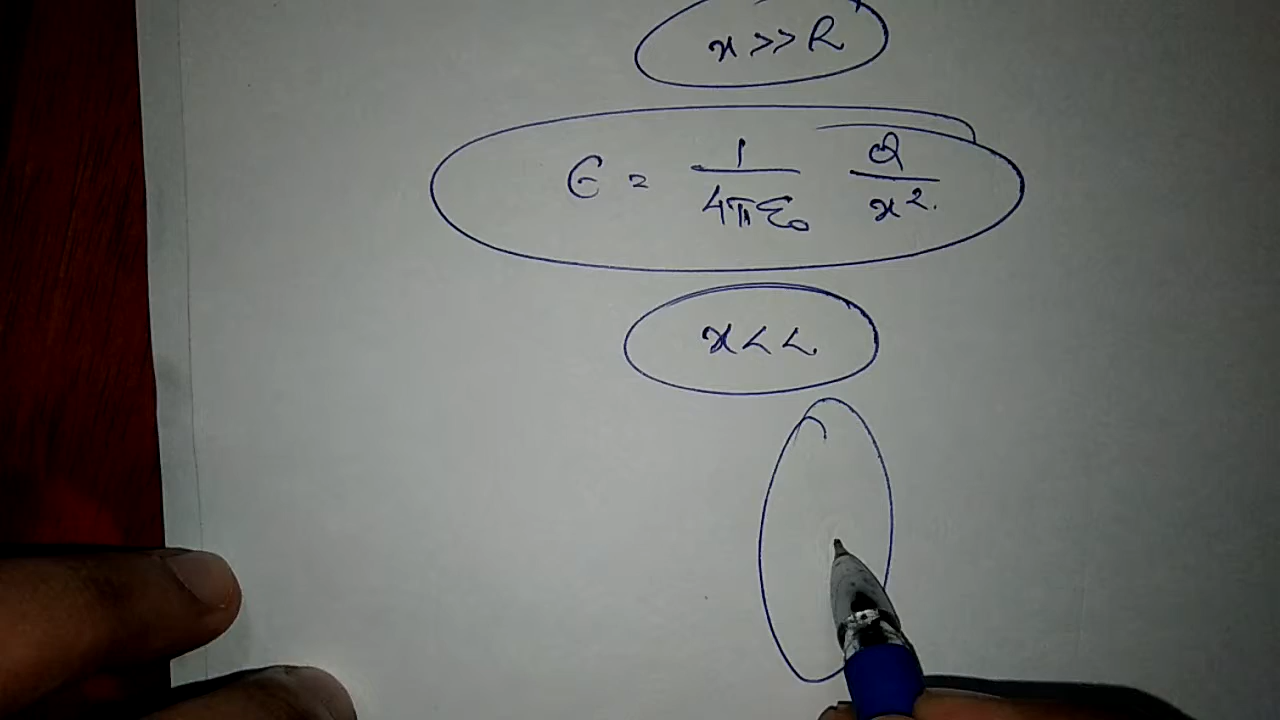 x >> R
E = 1/4πε₀ Q/x².
x <<